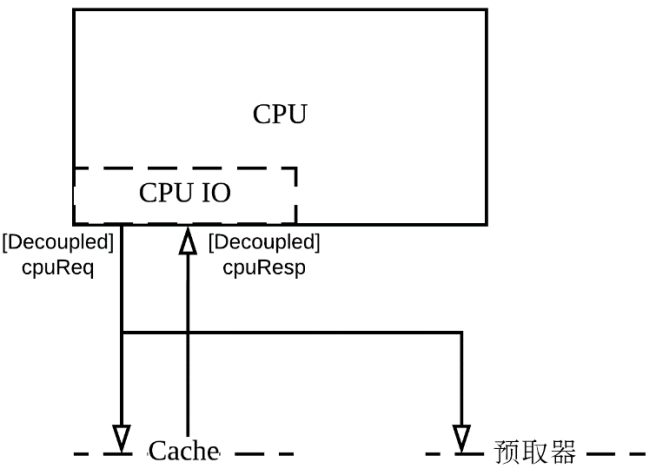 CPU
CPU IO
[Decoupled]
cpuReq
[Decoupled]
cpuResp
Cache
预取器